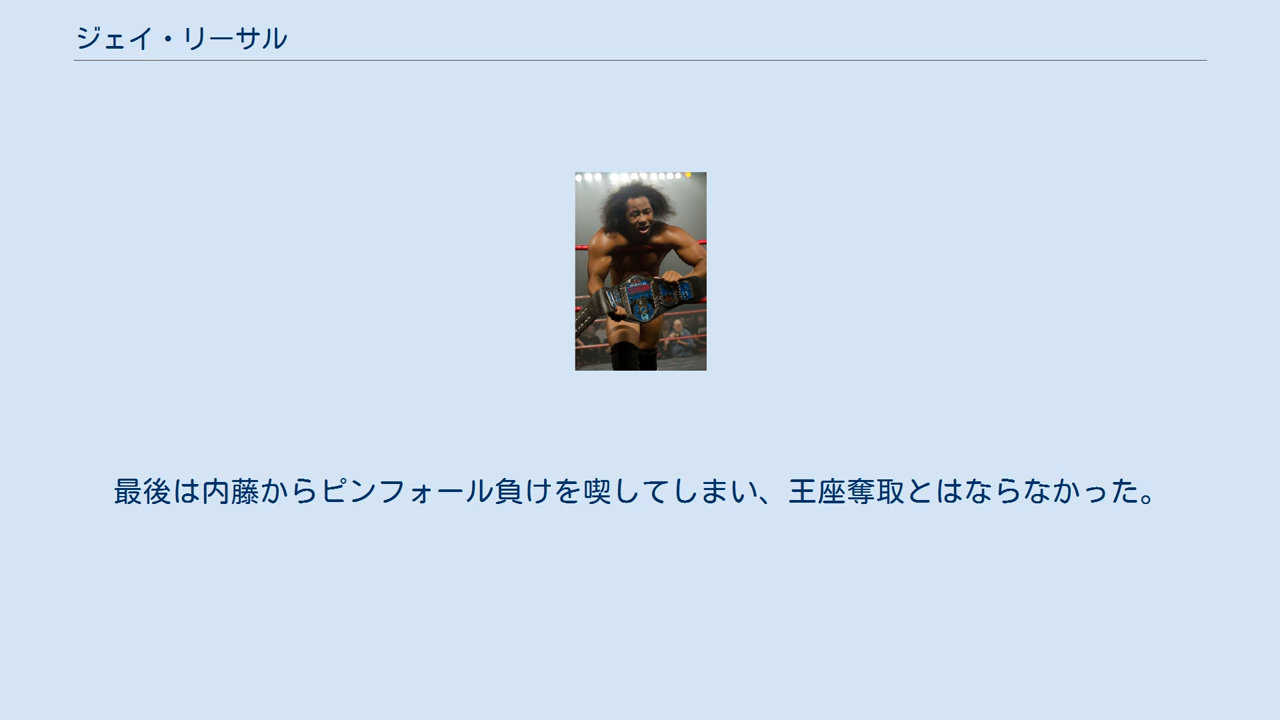 ジェイ・リーサル
最後は内藤からピンフォール負けを喫してしまい、王座奪取とはならなかった。